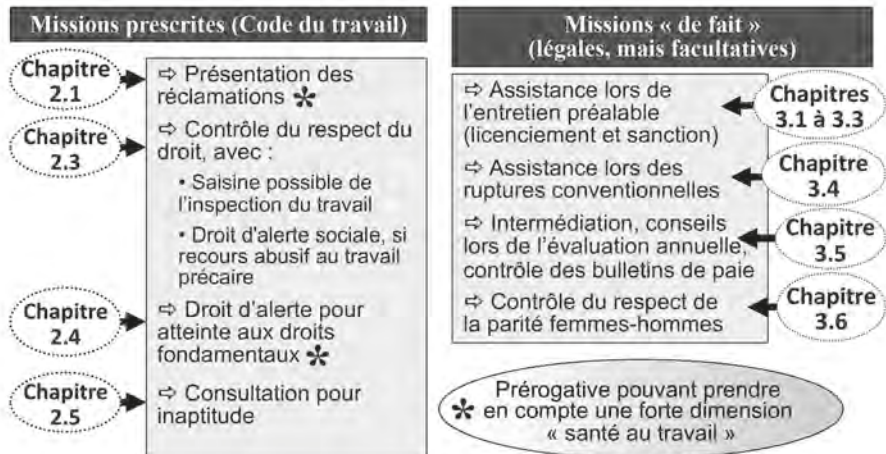 Missions prescrites (Code du travail)
Chapitre
2.1
⇨ Présentation des
réclamations *
Chapitre
2.3
⇨ Contrôle du respect du
droit, avec :
• Saisine possible de
l'inspection du travail
• Droit d'alerte sociale, si
recours abusif au travail
précaire
Chapitre
2.4
⇨ Droit d'alerte pour
atteinte aux droits
fondamentaux *
Chapitre
2.5
⇨ Consultation pour
inaptitude
Missions « de fait »
(légales, mais facultatives)
⇨ Assistance lors de
l'entretien préalable
(licenciement et sanction)
Chapitres
3.1 à 3.3
⇨ Assistance lors des
ruptures conventionnelles
Chapitre
3.4
⇨ Intermédiation, conseils
lors de l'évaluation annuelle,
contrôle des bulletins de paie
Chapitre
3.5
⇨ Contrôle du respect de
la parité femmes-hommes
Chapitre
3.6
Prérogative pouvant prendre
* en compte une forte dimension
« santé au travail »